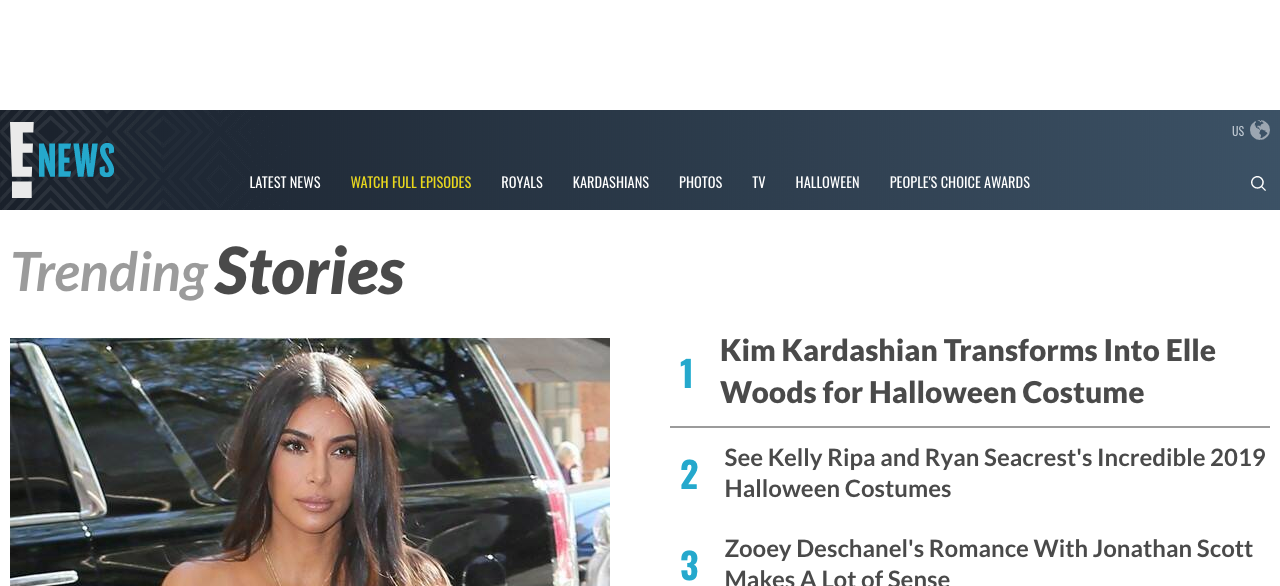 E! NEWS
US
LATEST NEWS WATCH FULL EPISODES ROYALS KARDASHIANS PHOTOS TV HALLOWEEN PEOPLE'S CHOICE AWARDS
Trending Stories
1 Kim Kardashian Transforms Into Elle
Woods for Halloween Costume
2 See Kelly Ripa and Ryan Seacrest's Incredible 2019
Halloween Costumes
3 Zooey Deschanel's Romance With Jonathan Scott
Makes A Lot of Sense